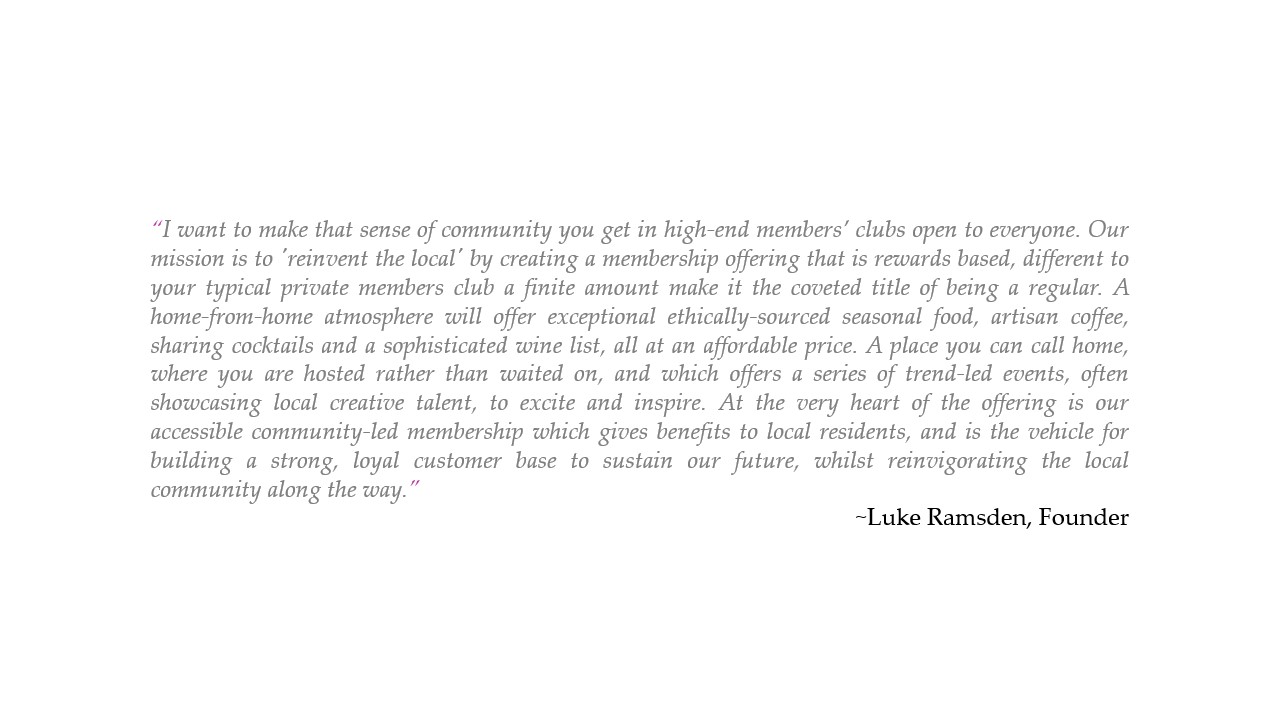 “I want to make that sense of community you get in high-end members’ clubs open to everyone. Our
mission is to 'reinvent the local' by creating a membership offering that is rewards based, different to
your typical private members club a finite amount make it the coveted title of being a regular. A
home-from-home atmosphere will offer exceptional ethically-sourced seasonal food, artisan coffee,
sharing cocktails and a sophisticated wine list, all at an affordable price. A place you can call home,
where you are hosted rather than waited on, and which offers a series of trend-led events, often
showcasing local creative talent, to excite and inspire. At the very heart of the offering is our
accessible community-led membership which gives benefits to local residents, and is the vehicle for
building a strong, loyal customer base to sustain our future, whilst reinvigorating the local
community along the way.”
~Luke Ramsden, Founder